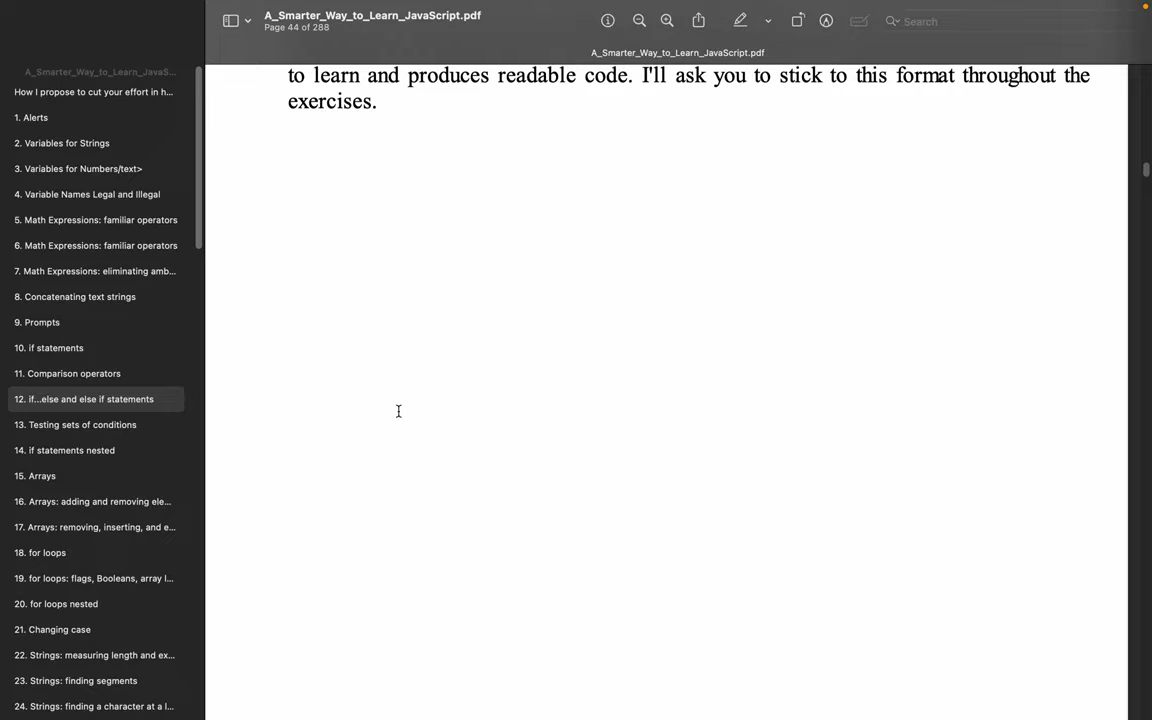 A_Smarter_Way_to_Learn_JavaScript.pdf
Page 44 of 288
Search
A_Smarter_Way_to_Learn_JavaScript.pdf
A_Smarter_Way_to_Learn_JavaS...
How I propose to cut your effort in h...
1. Alerts
2. Variables for Strings
3. Variables for Numbers/text>
4. Variable Names Legal and Illegal
5. Math Expressions: familiar operators
6. Math Expressions: familiar operators
7. Math Expressions: eliminating amb...
8. Concatenating text strings
9. Prompts
10. if statements
11. Comparison operators
12. if...else and else if statements
13. Testing sets of conditions
14. if statements nested
15. Arrays
16. Arrays: adding and removing ele...
17. Arrays: removing, inserting, and e...
18. for loops
19. for loops: flags, Booleans, array l...
20. for loops nested
21. Changing case
22. Strings: measuring length and ex...
23. Strings: finding segments
24. Strings: finding a character at a l...
to learn and produces readable code. I'll ask you to stick to this format throughout the
exercises.